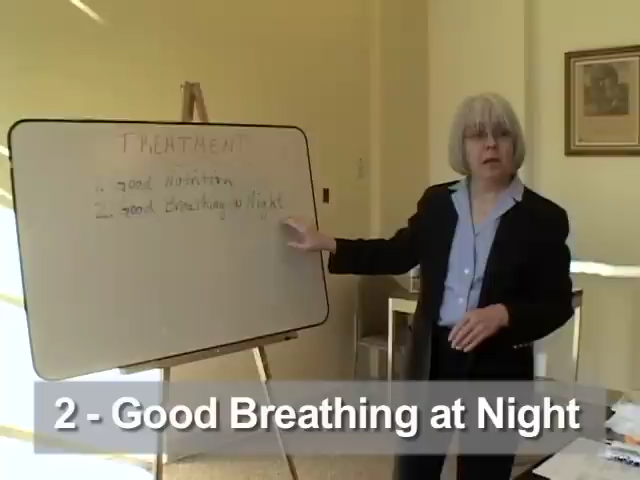 TREATMENT
1. Good Nutrition
2. Good Breathing @ Night
2 - Good Breathing at Night